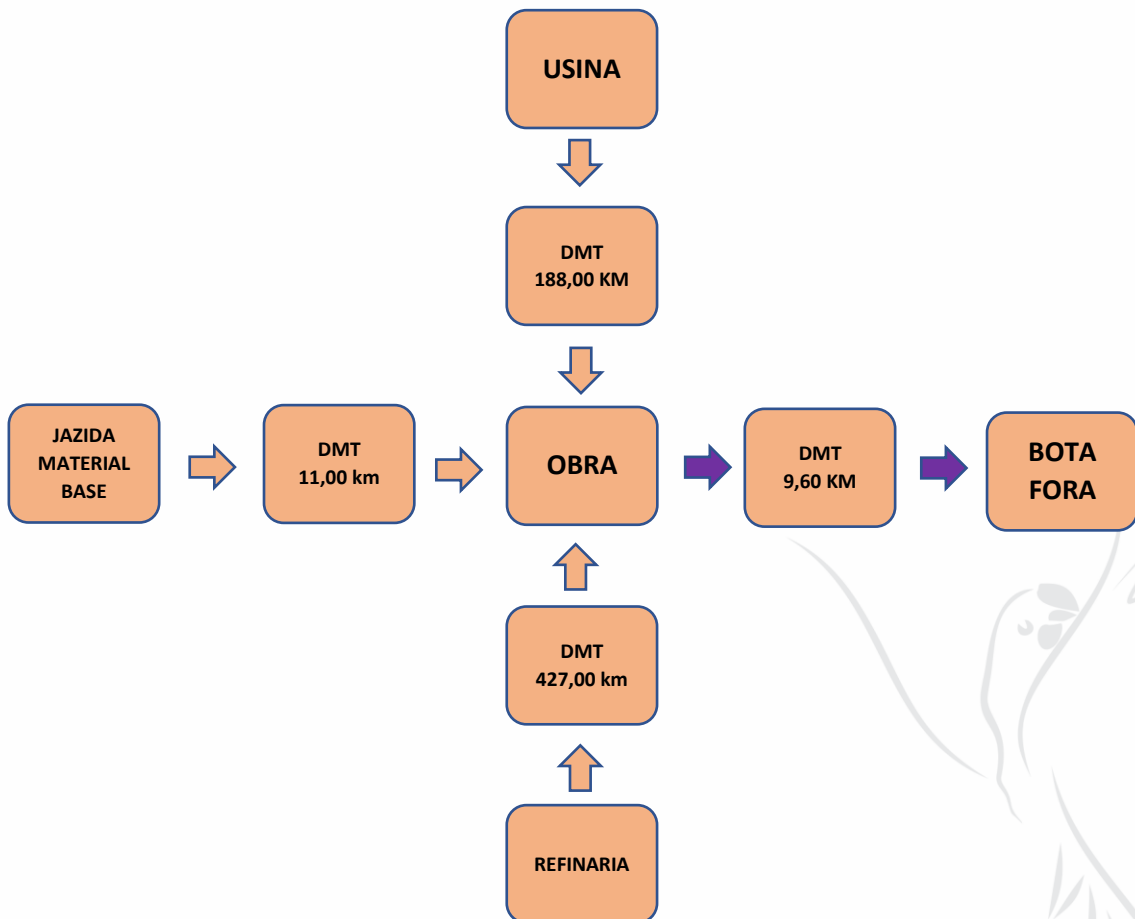 USINA
DMT
188,00 KM
JAZIDA
MATERIAL
BASE
DMT
11,00 km
OBRA
DMT
9,60 KM
BOTA
FORA
DMT
427,00 km
REFINARIA